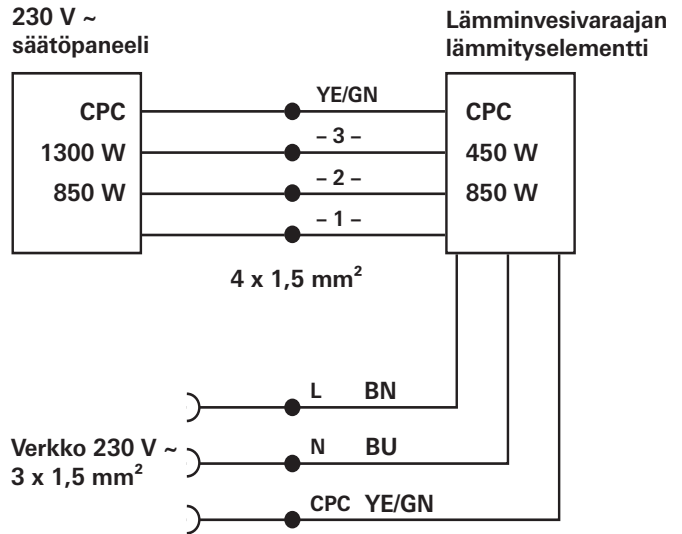 230 V ~
säätöpaneeli
Lämminvesivaraajan
lämmityselementti
CPC
1300 W
850 W
YE/GN
– 3 –
– 2 –
– 1 –
CPC
450 W
850 W
4 x 1,5 mm²
L BN
Verkko 230 V ~
3 x 1,5 mm²
N BU
CPC YE/GN